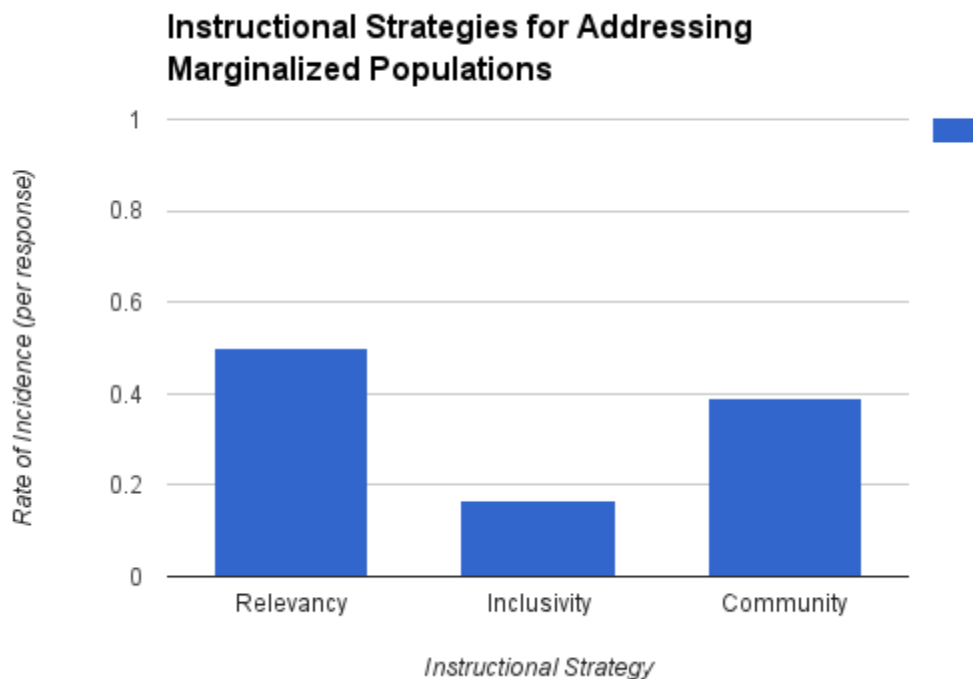 Instructional Strategies for Addressing
Marginalized Populations
Rate of Incidence (per response)
1
0.8
0.6
0.4
0.2
0
Relevancy Inclusivity Community
Instructional Strategy